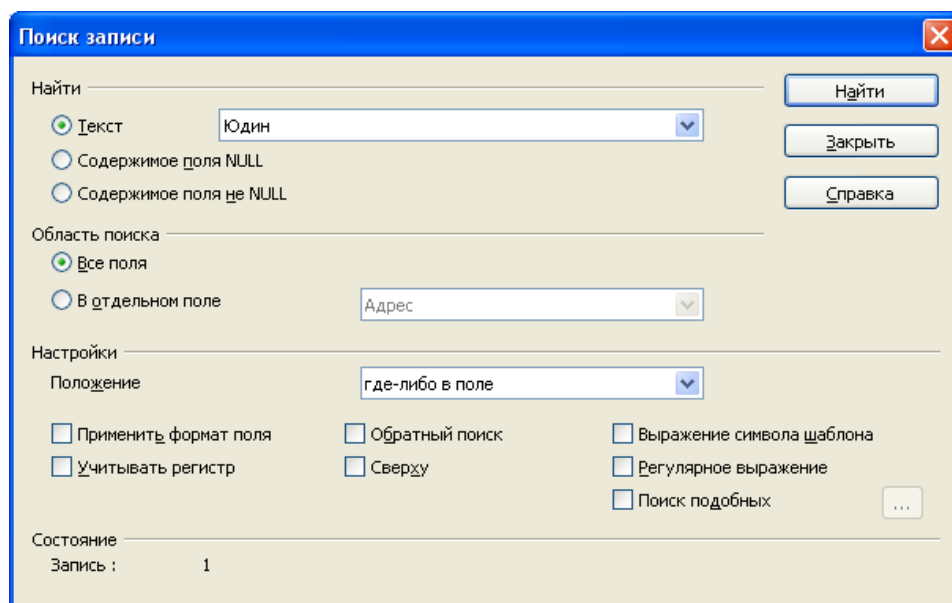 Поиск записи
Найти
Найти
Текст Юдин
Закрыть
Содержимое поля NULL
Содержимое поля не NULL
Справка
Область поиска
Все поля
В отдельном поле Адрес
Настройки
Положение где-либо в поле
Применить формат поля Обратный поиск Выражение символа шаблона
Учитывать регистр Сверху Регулярное выражение
Поиск подобных ...
Состояние
Запись : 1